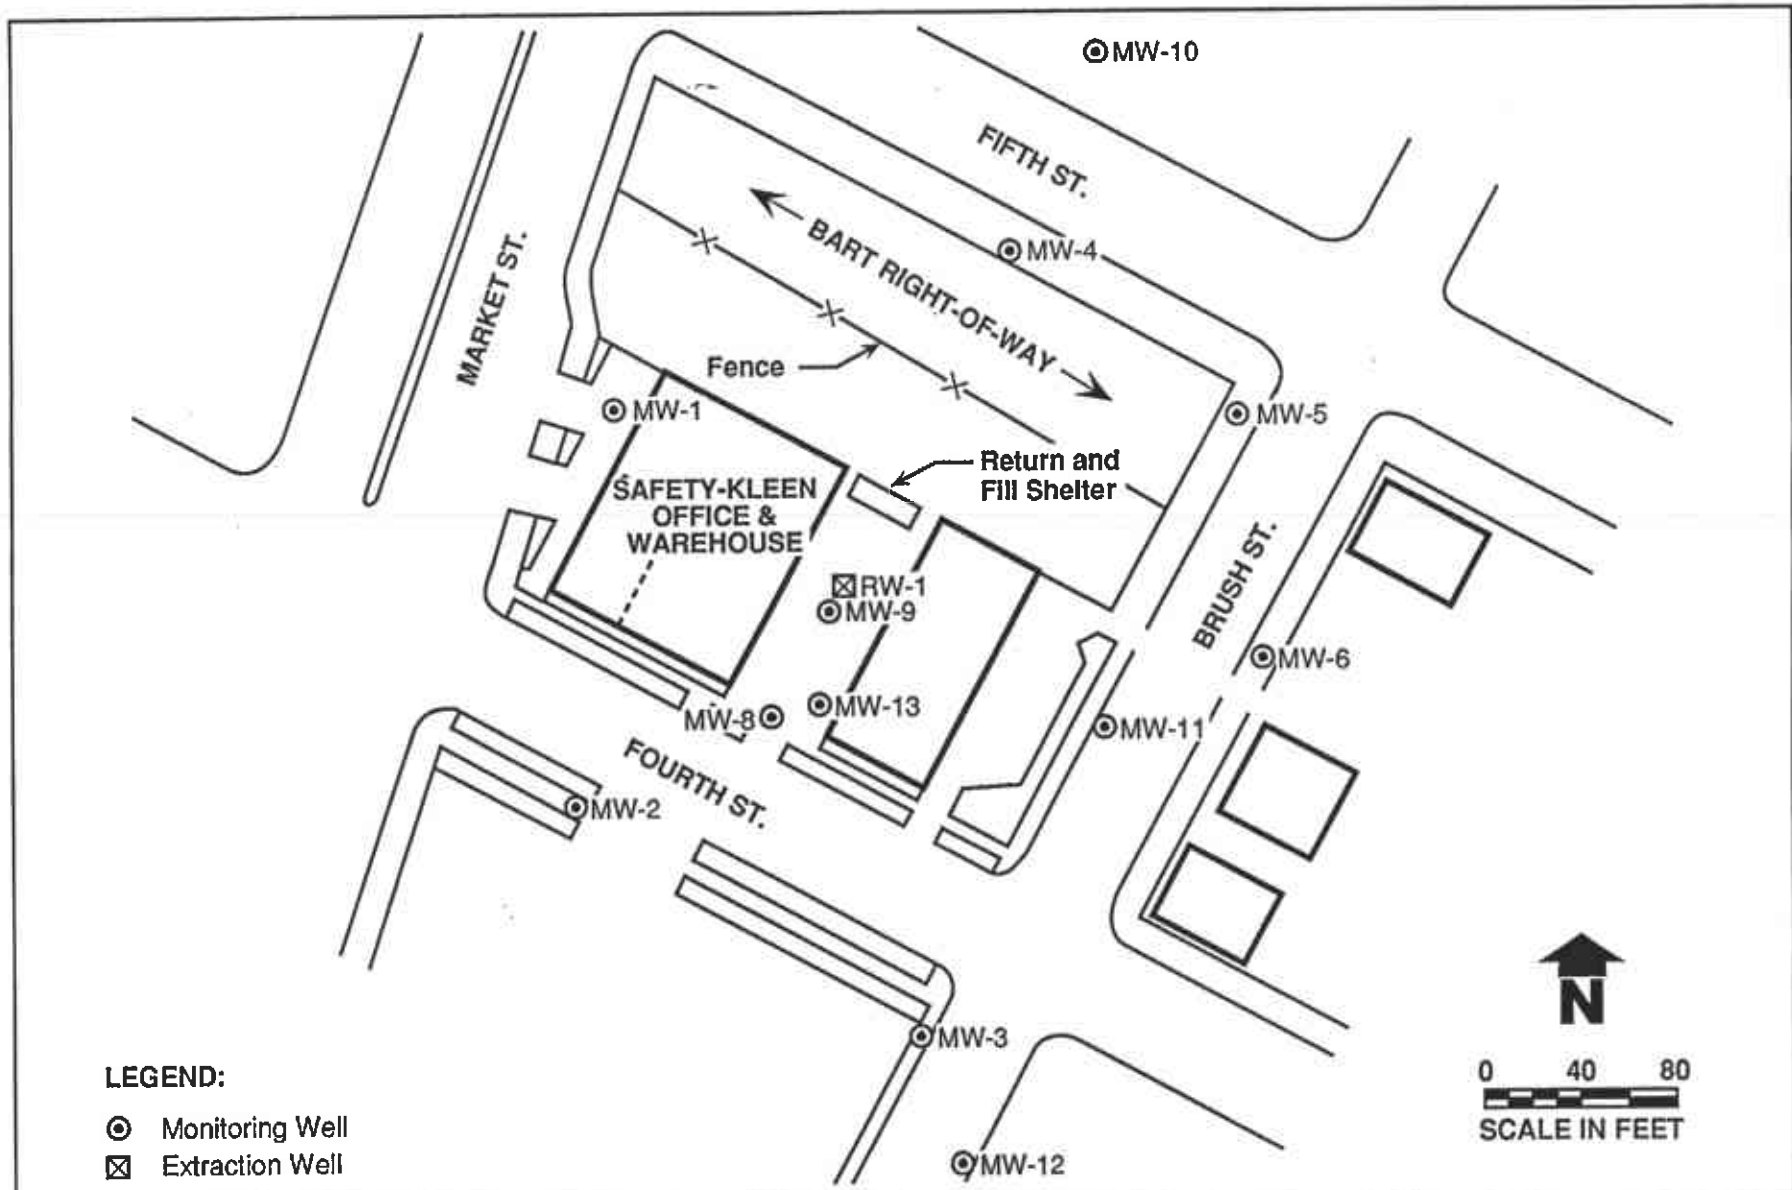 MW-10
FIFTH ST.
MW-4
BART RIGHT-OF-WAY
MARKET ST.
Fence
MW-1
MW-5
Return and
Fill Shelter
SAFETY-KLEEN
OFFICE &
WAREHOUSE
BRUSH ST.
RW-1
MW-9
MW-6
MW-13
MW-8
MW-11
FOURTH ST.
MW-2
MW-3
MW-12
N
0 40 80
SCALE IN FEET
LEGEND:
Monitoring Well
Extraction Well